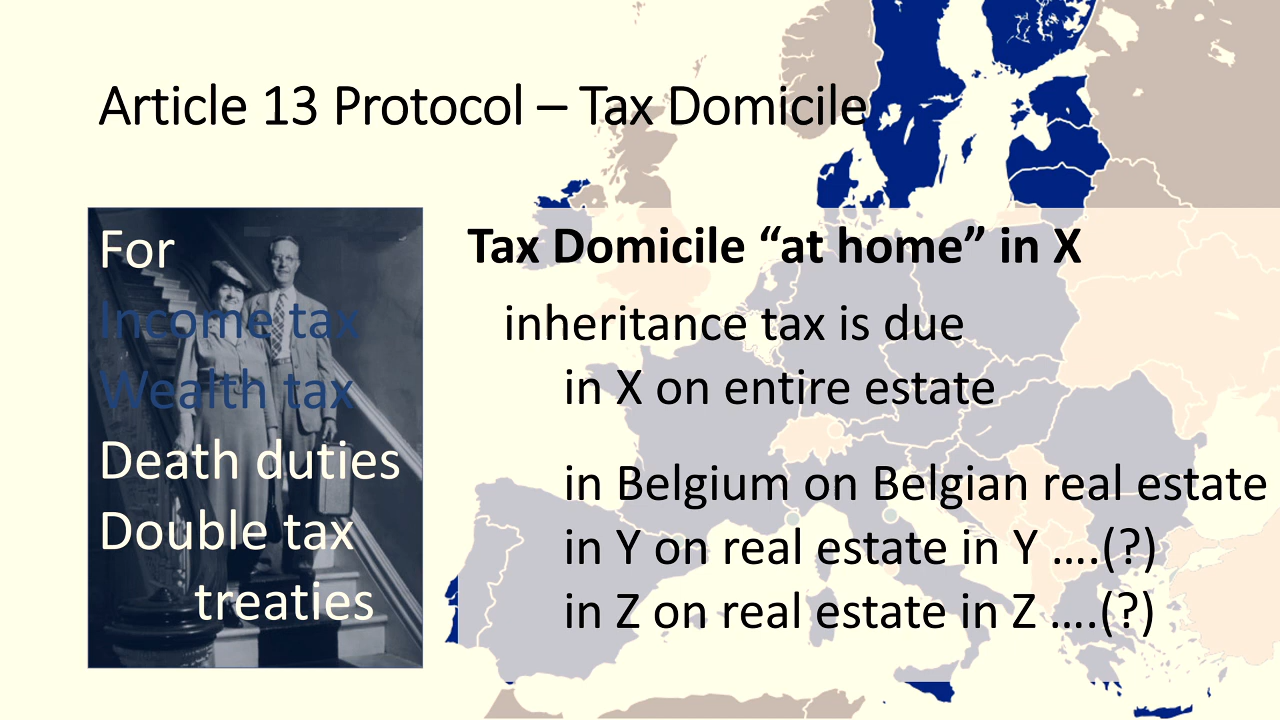 Article 13 Protocol – Tax Domicile
For
Income tax
Wealth tax
Death duties
Double tax
treaties
Tax Domicile “at home” in X
inheritance tax is due
in X on entire estate
in Belgium on Belgian real estate
in Y on real estate in Y ….(?)
in Z on real estate in Z ….(?)